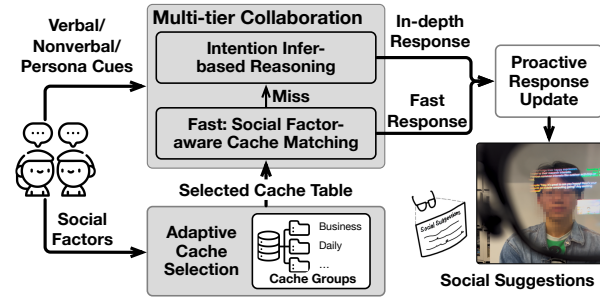 Verbal/
Nonverbal/
Persona Cues
Multi-tier Collaboration
Intention Infer-
based Reasoning
Miss
Fast: Social Factor-
aware Cache Matching
In-depth
Response
Fast
Response
Proactive
Response
Update
Selected Cache Table
Social
Factors
Adaptive
Cache
Selection
Business
Daily
...
Cache Groups
Social Suggestions
Social Suggestions